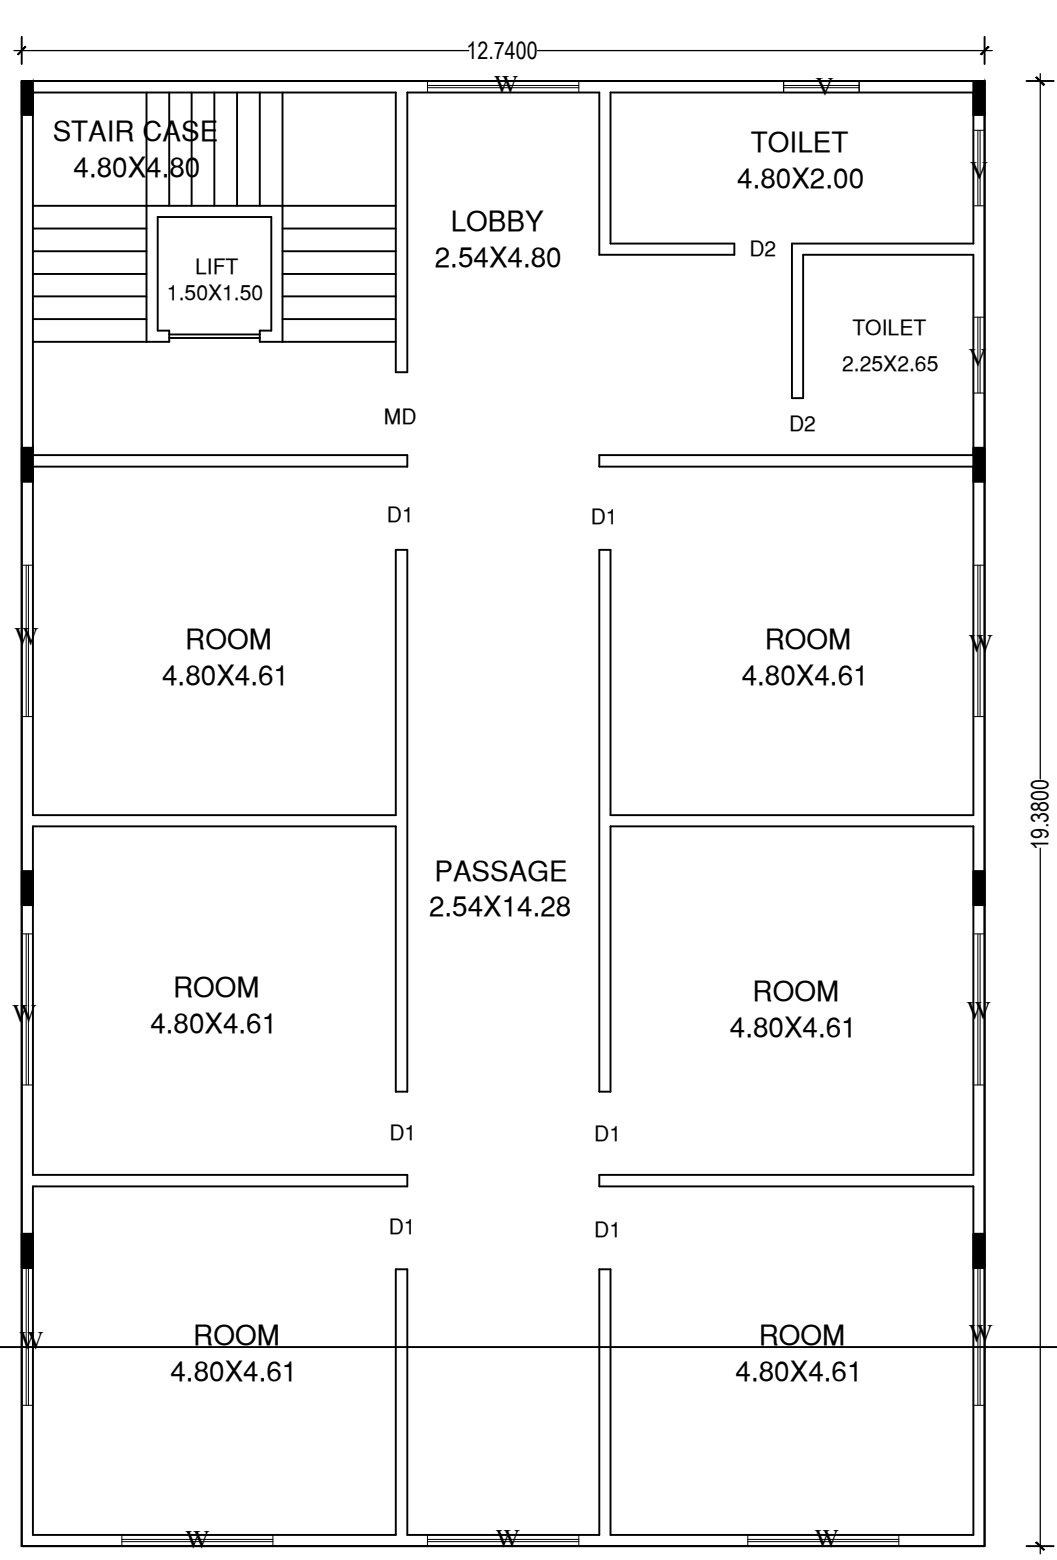 12.7400
W
V
STAIR CASE
4.80X4.80
TOILET
4.80X2.00
V
LOBBY
2.54X4.80
D2
LIFT
1.50X1.50
TOILET
2.25X2.65
V
MD
D2
D1
D1
W
ROOM
4.80X4.61
ROOM
4.80X4.61
W
19.3800
PASSAGE
2.54X14.28
W
ROOM
4.80X4.61
ROOM
4.80X4.61
W
D1
D1
D1
D1
W
ROOM
4.80X4.61
ROOM
4.80X4.61
W
W
W
W